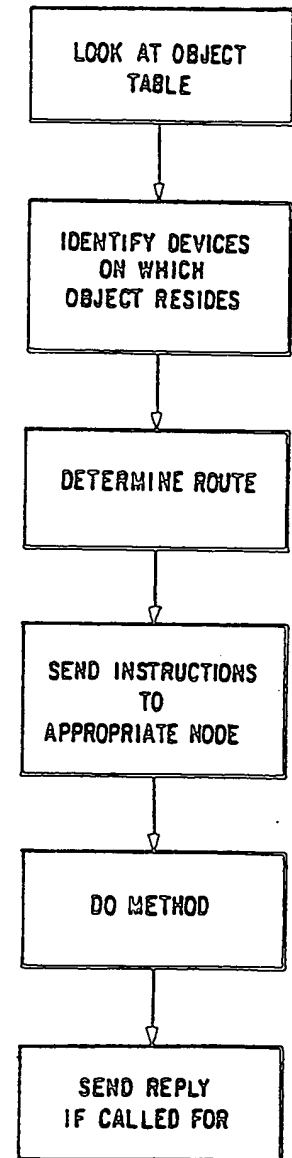 LOOK AT OBJECT
TABLE
IDENTIFY DEVICES
ON WHICH
OBJECT RESIDES
DETERMINE ROUTE
SEND INSTRUCTIONS
TO
APPROPRIATE NODE
DO METHOD
SEND REPLY
IF CALLED FOR